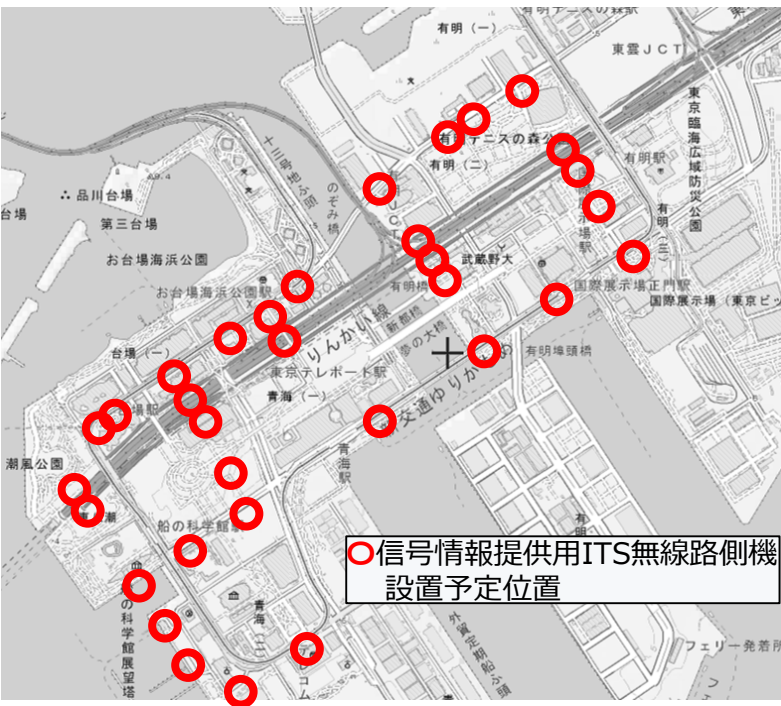 有明(一)
東雲JCT
東京臨海広域防災公園
有明テニスの森公
有明(二)
有明駅
十三号地ふ頭
のぞみ橋
∴品川台場
第三台場
台場
お台場海浜公園
お台場海浜公園駅
武蔵野大
有明(三)
国際展示場正門駅
国際展示場(東京ビッ
有明橋
新越橋
夢の大橋
りんかい線
台場(一)
東京テレポート駅
青海(一)
交通ゆりかもめ
有明埠頭橋
潮風公園
青海駅
船の科学館駅
の科学館展望塔
青海(二)
テ
コム
外貿定期船ふ頭
フェリー発着所
信号情報提供用ITS無線路側機
設置予定位置